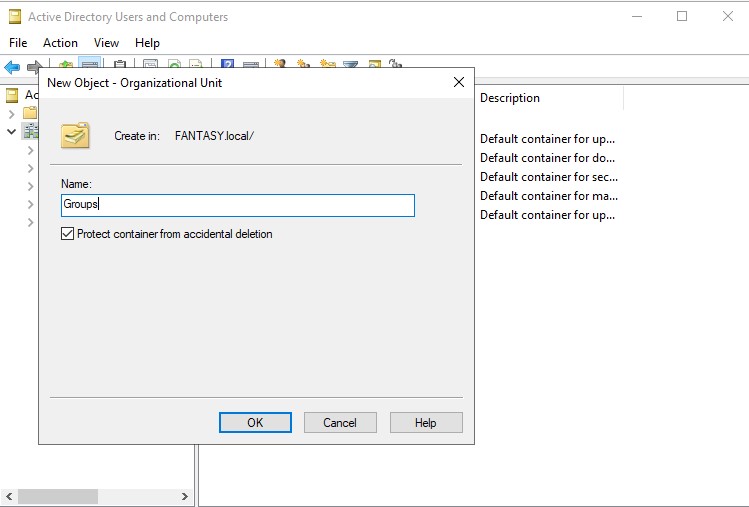 Active Directory Users and Computers
File Action View Help
New Object - Organizational Unit
Ac
Description
Create in: FANTASY.local/
Default container for up...
Default container for do...
Default container for sec...
Default container for ma...
Default container for up...
Name:
Groups
Protect container from accidental deletion
OK Cancel Help